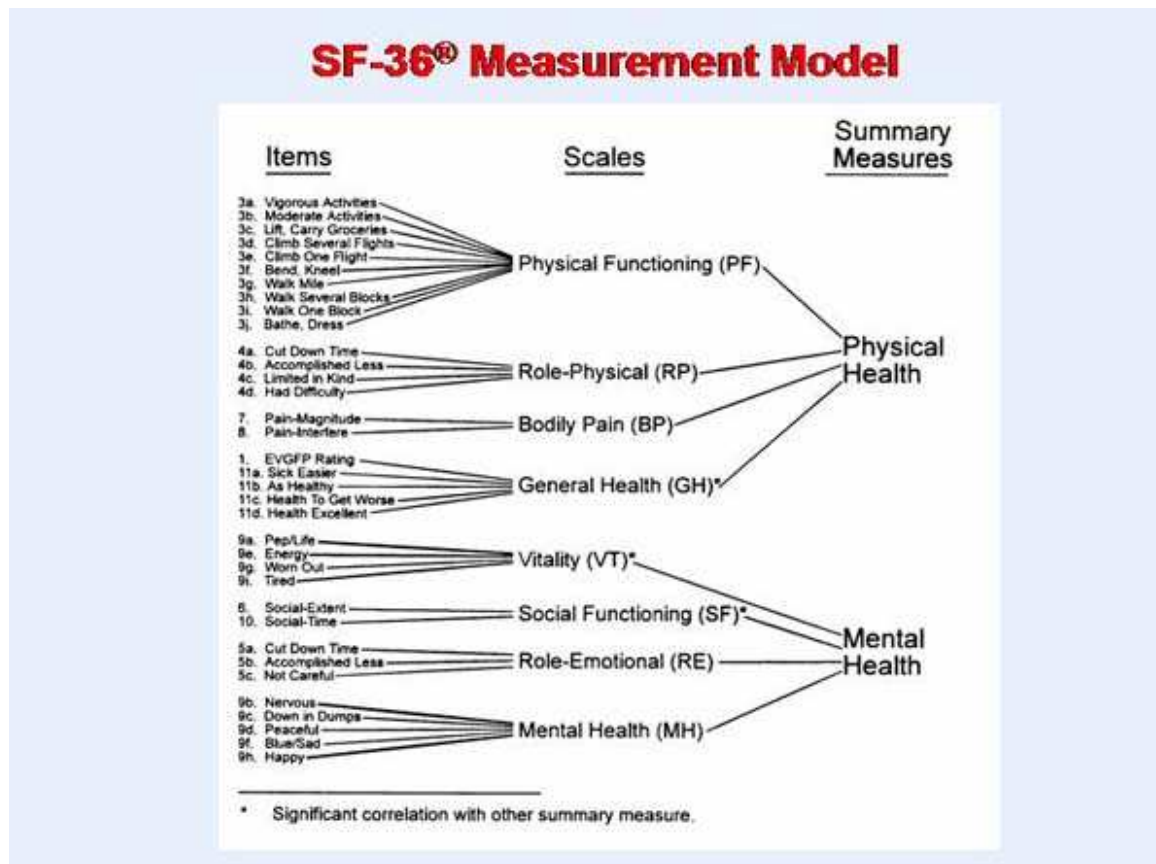 SF-36® Measurement Model
Items
Scales
Summary
Measures
3a. Vigorous Activities
3b. Moderate Activities
3c. Lift, Carry Groceries
3d. Climb Several Flights
3e. Climb One Flight
3f. Bend, Kneel
3g. Walk Mile
3h. Walk Several Blocks
3i. Walk One Block
3j. Bathe, Dress
Physical Functioning (PF)
4a. Cut Down Time
4b. Accomplished Less
4c. Limited in Kind
4d. Had Difficulty
Role-Physical (RP)
Physical
Health
7. Pain-Magnitude
8. Pain-Interfere
Bodily Pain (BP)
1. EVGFP Rating
11a. Sick Easier
11b. As Healthy
11c. Health To Get Worse
11d. Health Excellent
General Health (GH)*
9a. Pep/Life
9e. Energy
9g. Worn Out
9i. Tired
Vitality (VT)*
6. Social-Extent
10. Social-Time
Social Functioning (SF)*
5a. Cut Down Time
5b. Accomplished Less
5c. Not Careful
Role-Emotional (RE)
Mental
Health
9b. Nervous
9c. Down in Dumps
9d. Peaceful
9f. Blue/Sad
9h. Happy
Mental Health (MH)
* Significant correlation with other summary measure.